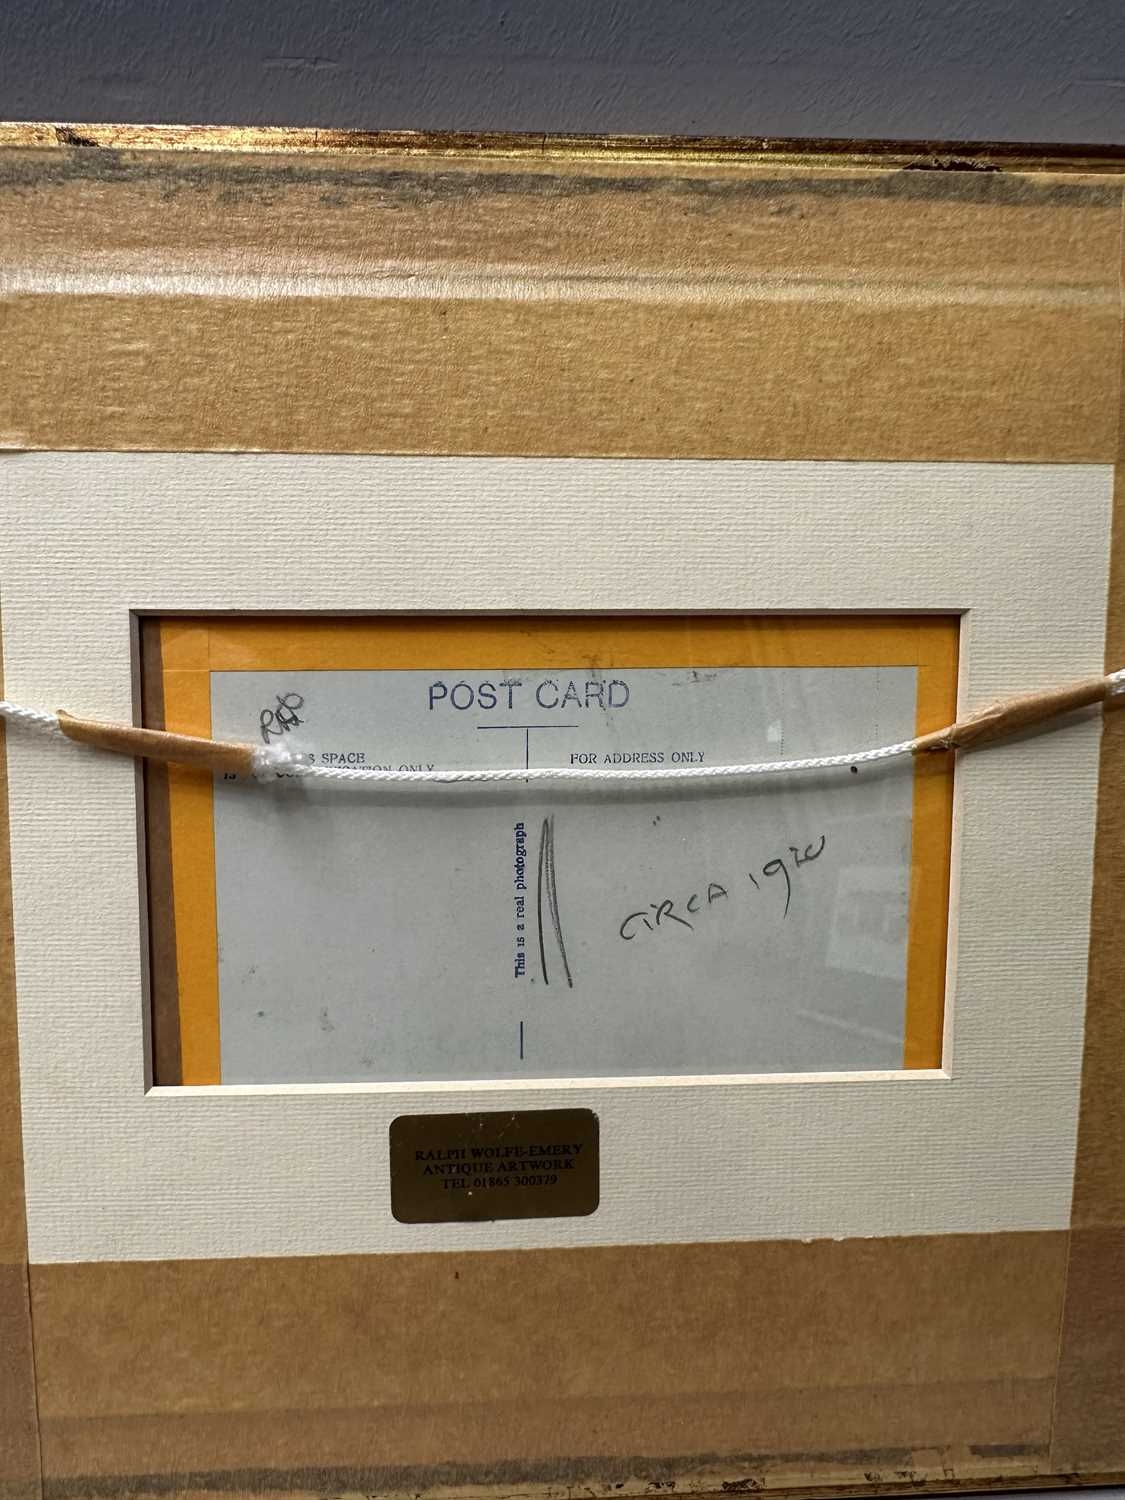 POST CARD
S SPACE
FOR ADDRESS ONLY
ONLY
This is a real photograph
CIRCA 1920
RALPH WOLFE-EMERY
ANTIQUE ARTWORK
TEL 01865 300379